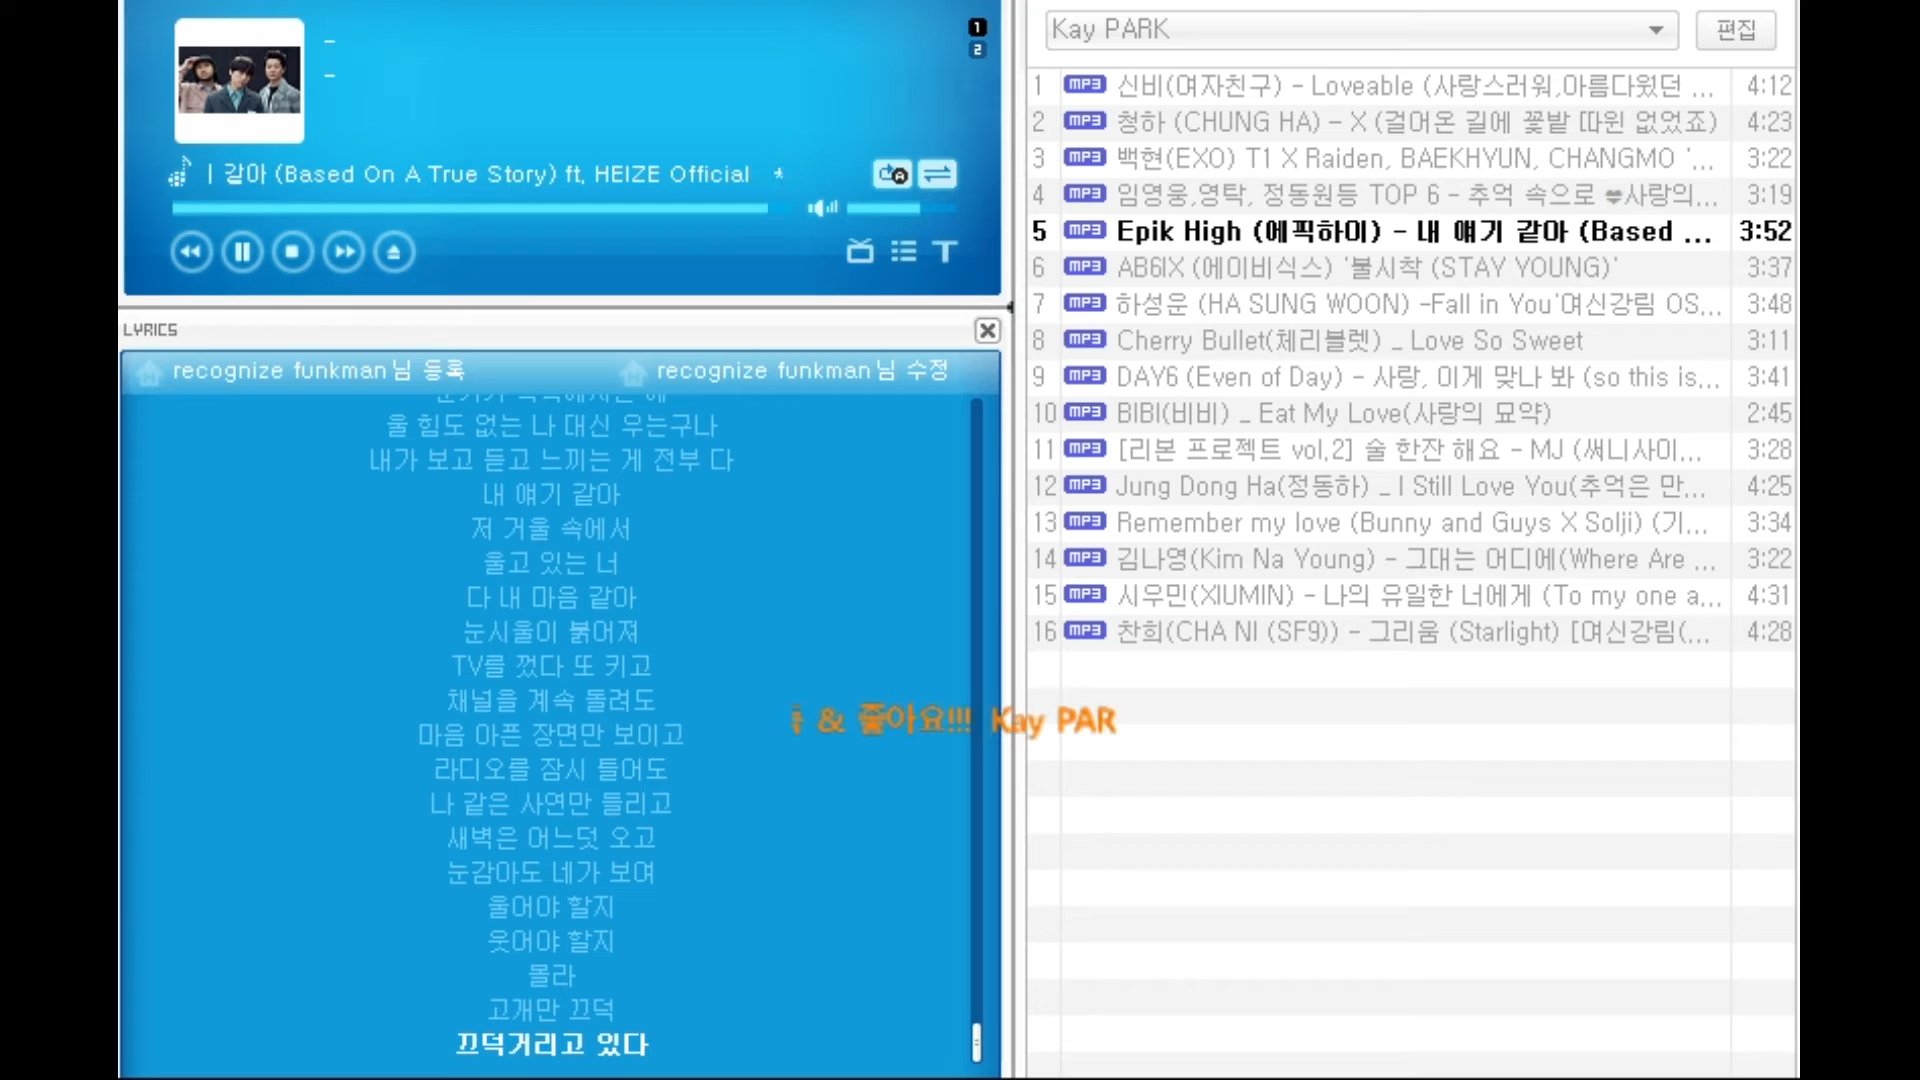 1
2
| 같아 (Based On A True Story) ft. HEIZE Official *
LYRICS
recognize funkman님 등록
recognize funkman님 수정
울 힘도 없는 나 대신 우는구나
내가 보고 듣고 느끼는 게 전부 다
내 얘기 같아
저 거울 속에서
울고 있는 너
다 내 마음 같아
눈시울이 붉어져
TV를 껐다 또 키고
채널을 계속 돌려도
마음 아픈 장면만 보이고
라디오를 잠시 틀어도
나 같은 사연만 들리고
새벽은 어느덧 오고
눈감아도 네가 보여
울어야 할지
웃어야 할지
몰라
고개만 끄덕
끄덕거리고 있다
& 좋아요!!! Kay PAR
Kay PARK
편집
1 MP3 신비(여자친구) - Loveable (사랑스러워,아름다웠던 ... 4:12
2 MP3 청하 (CHUNG HA) - X (걸어온 길에 꽃밭 따윈 없었죠) 4:23
3 MP3 백현(EXO) T1 X Raiden, BAEKHYUN, CHANGMO '... 3:22
4 MP3 임영웅,영탁, 정동원등 TOP 6 - 추억 속으로 ❤사랑의... 3:19
5 MP3 Epik High (에픽하이) - 내 얘기 같아 (Based ... 3:52
6 MP3 AB6IX (에이비식스) '불시착 (STAY YOUNG)' 3:37
7 MP3 하성운 (HA SUNG WOON) -Fall in You'여신강림 OS... 3:48
8 MP3 Cherry Bullet(체리블렛) _ Love So Sweet 3:11
9 MP3 DAY6 (Even of Day) - 사랑, 이게 맞나 봐 (so this is... 3:41
10 MP3 BIBI(비비) _ Eat My Love(사랑의 묘약) 2:45
11 MP3 [리본 프로젝트 vol.2] 술 한잔 해요 - MJ (써니사이... 3:28
12 MP3 Jung Dong Ha(정동하) _ I Still Love You(추억은 만... 4:25
13 MP3 Remember my love (Bunny and Guys X Solji) (기... 3:34
14 MP3 김나영(Kim Na Young) - 그대는 어디에(Where Are ... 3:22
15 MP3 시우민(XIUMIN) - 나의 유일한 너에게 (To my one a... 4:31
16 MP3 찬희(CHA NI (SF9)) - 그리움 (Starlight) [여신강림(... 4:28